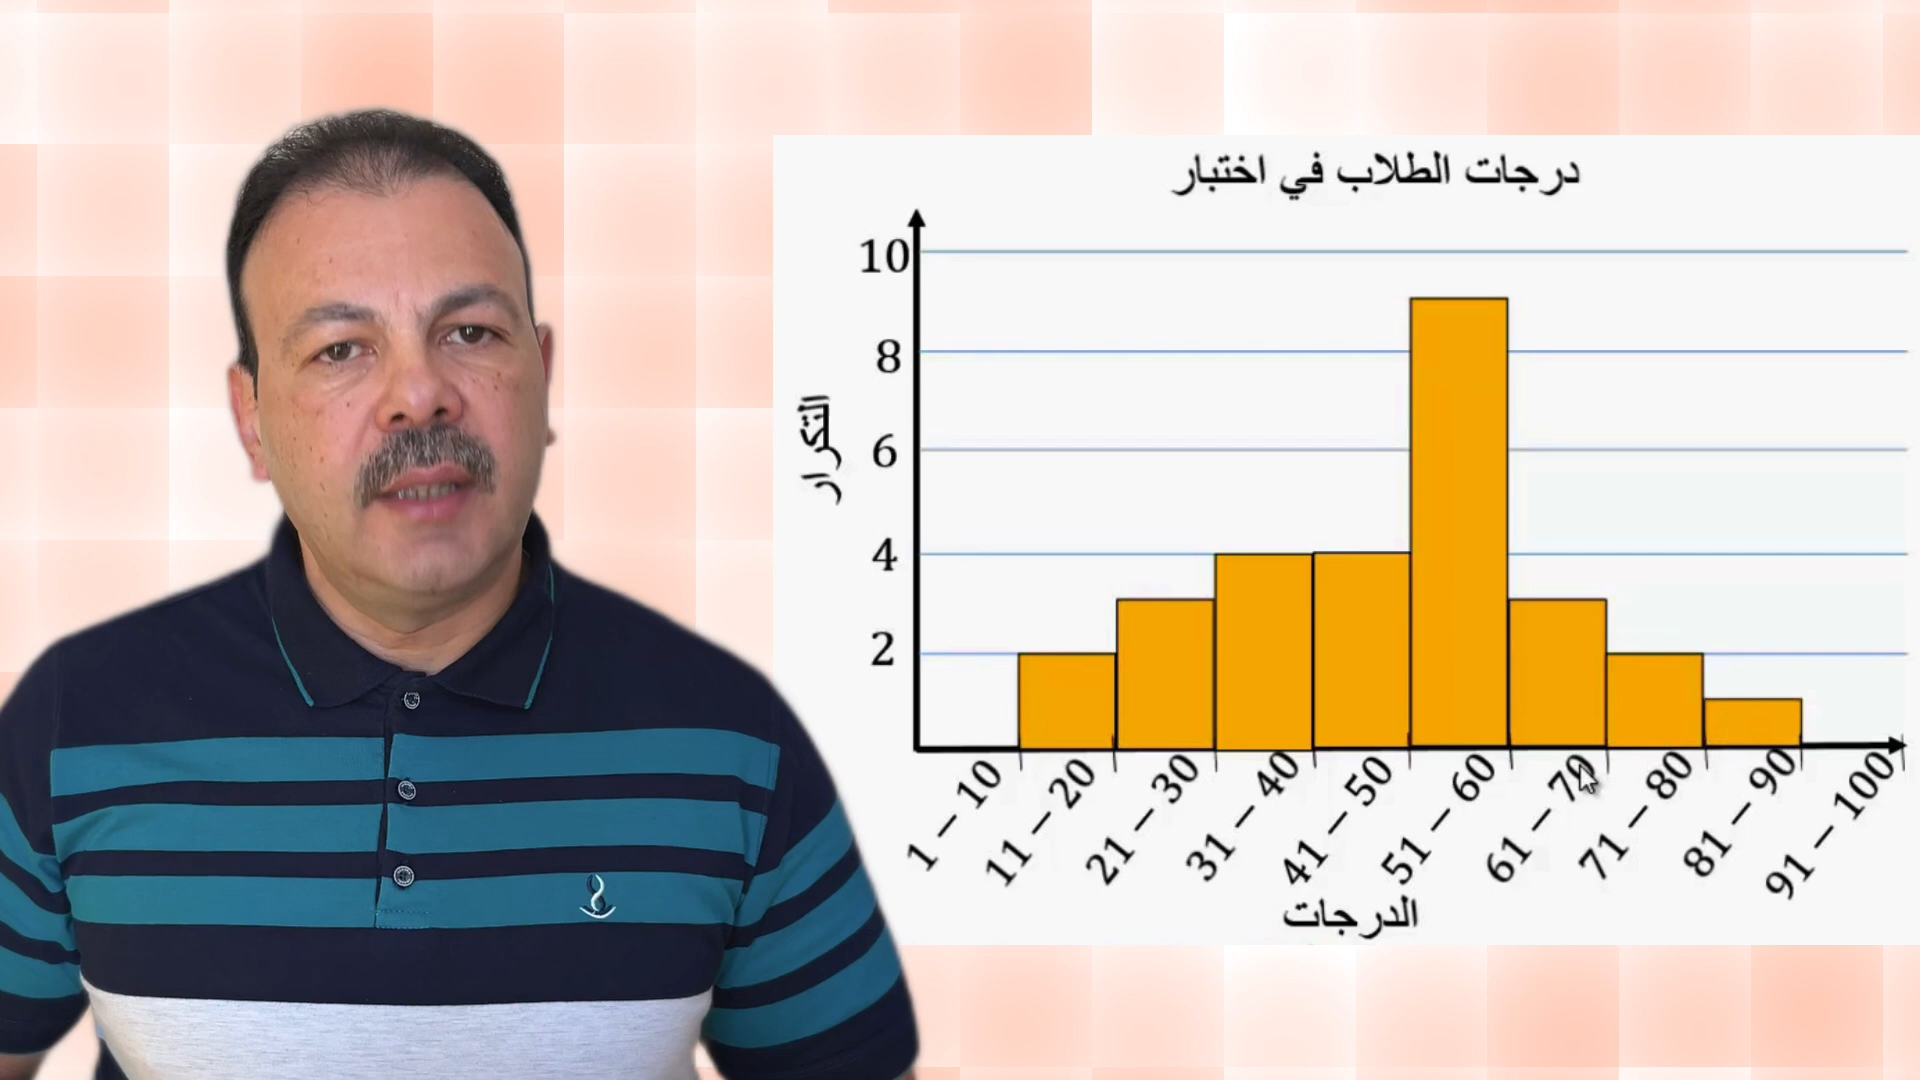 درجات الطلاب في اختبار
التكرار
10
8
6
4
2
1 – 10
11 – 20
21 – 30
31 – 40
41 – 50
51 – 60
61 – 70
71 – 80
81 – 90
91 – 100
الدرجات